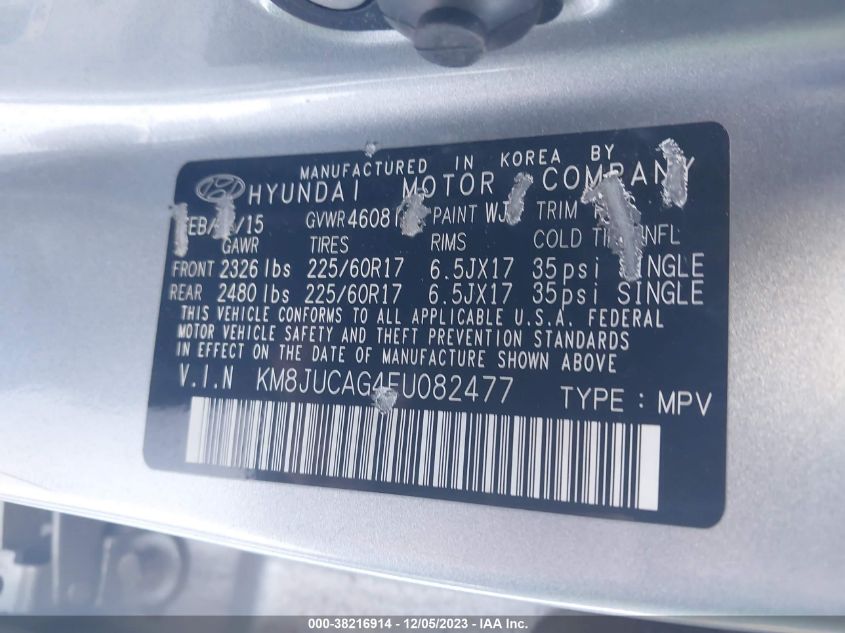 MANUFACTURED IN KOREA BY
HYUNDAI MOTOR COMPANY
/15 GVWR 4608 PAINT TRIM
GAWR TIRES RIMS COLD INFL
FRONT 2326 lbs 225/60R17 6.5JX17 35psi SINGLE
REAR 2480 lbs 225/60R17 6.5JX17 35psi SINGLE
THIS VEHICLE CONFORMS TO ALL APPLICABLE U.S.A. FEDERAL
MOTOR VEHICLE SAFETY AND THEFT PREVENTION STANDARDS
IN EFFECT ON THE DATE OF MANUFACTURE SHOWN ABOVE
V.I.N KM8JUCAG4FU082477 TYPE : MPV
000-38216914 - 12/05/2023 - IAA Inc.